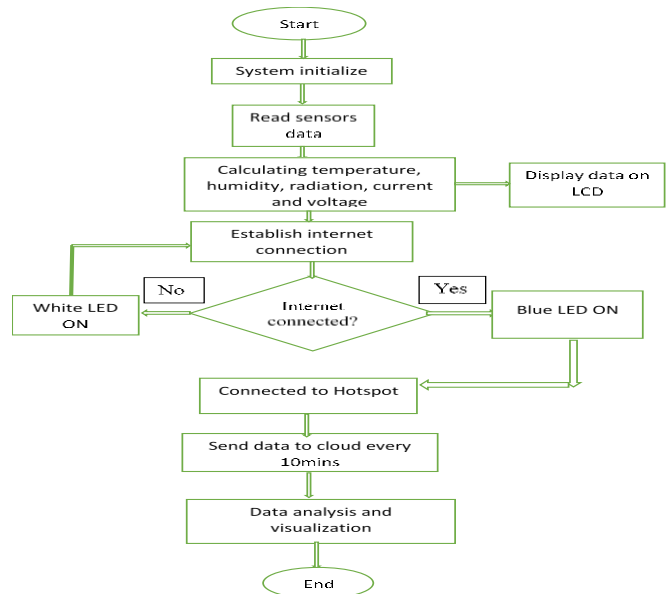 Start
System initialize
Read sensors
data
Calculating temperature,
humidity, radiation, current
and voltage
Display data on
LCD
Establish internet
connection
No
Yes
White LED
ON
Internet
connected?
Blue LED ON
Connected to Hotspot
Send data to cloud every
10mins
Data analysis and
visualization
End